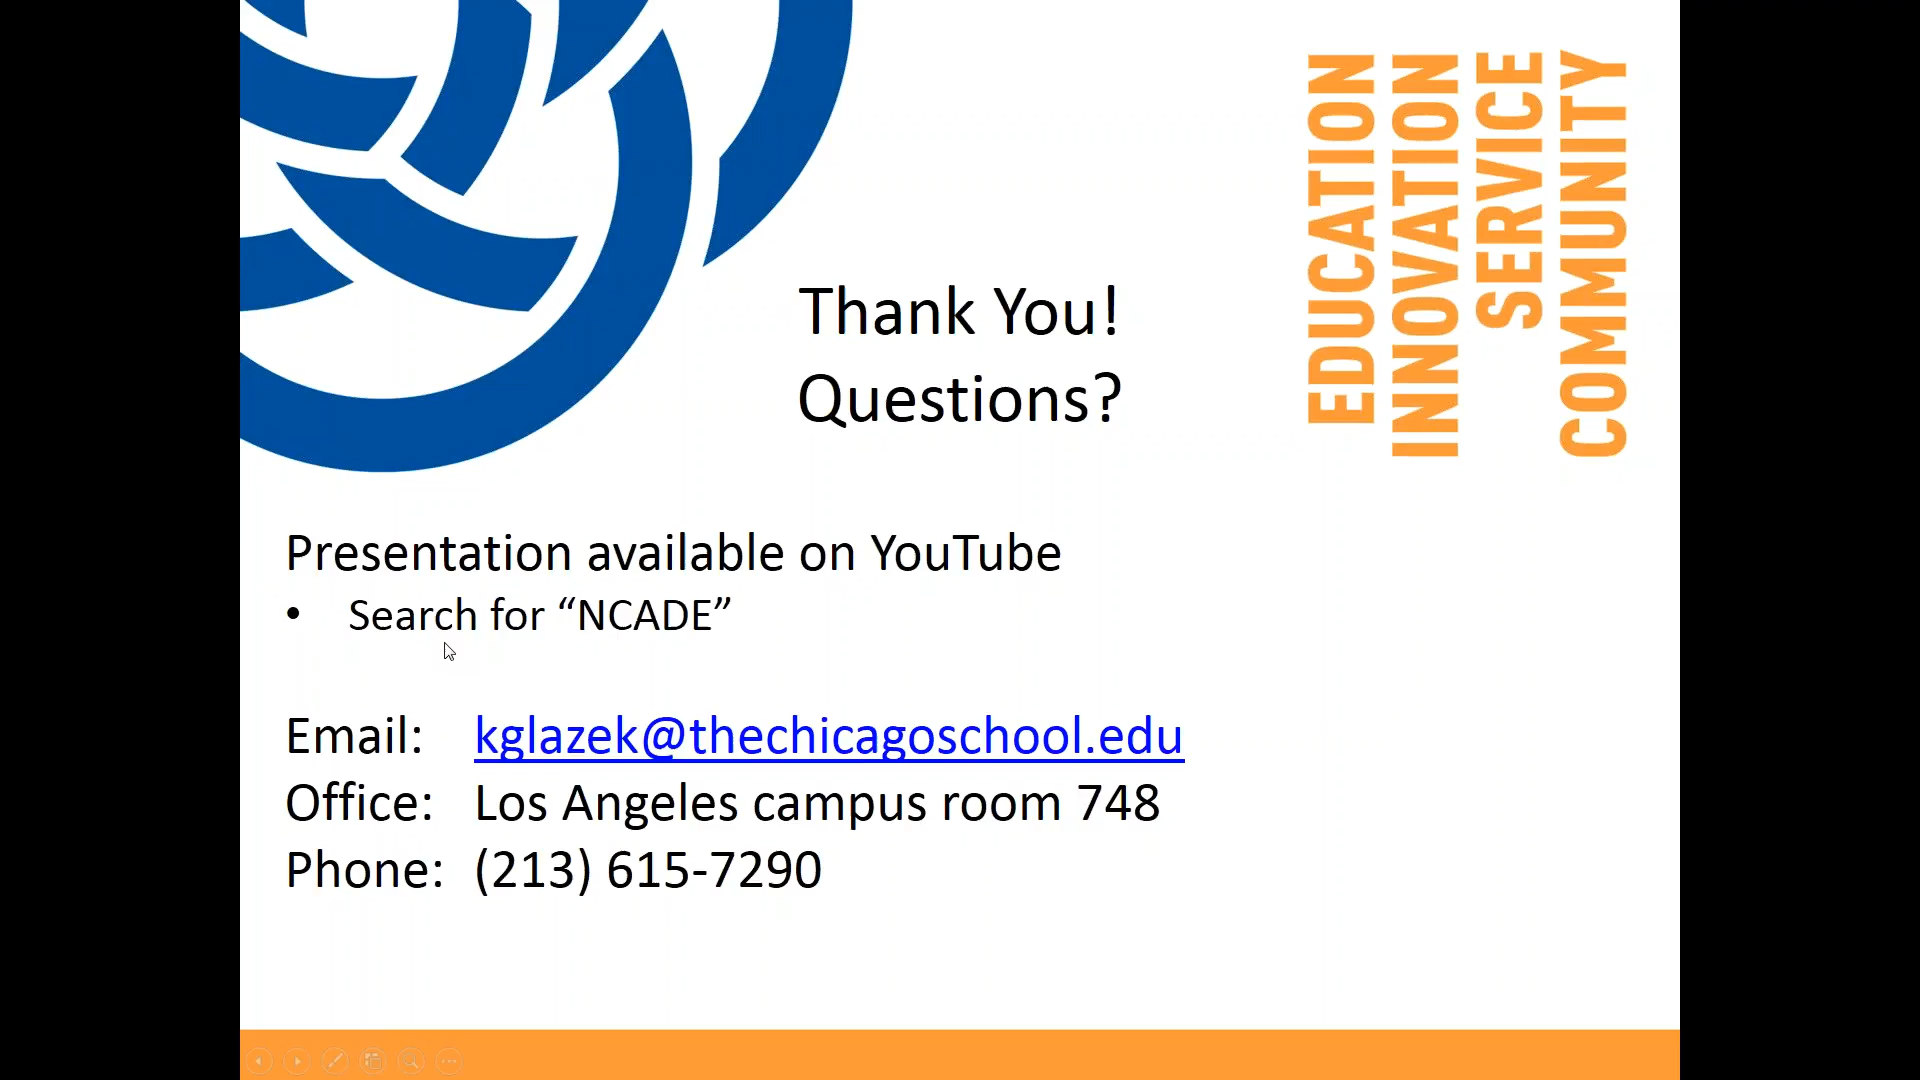 EDUCATION
INNOVATION
SERVICE
COMMUNITY
Thank You!
Questions?
Presentation available on YouTube
• Search for “NCADE”
Email: kglazek@thechicagoschool.edu
Office: Los Angeles campus room 748
Phone: (213) 615-7290